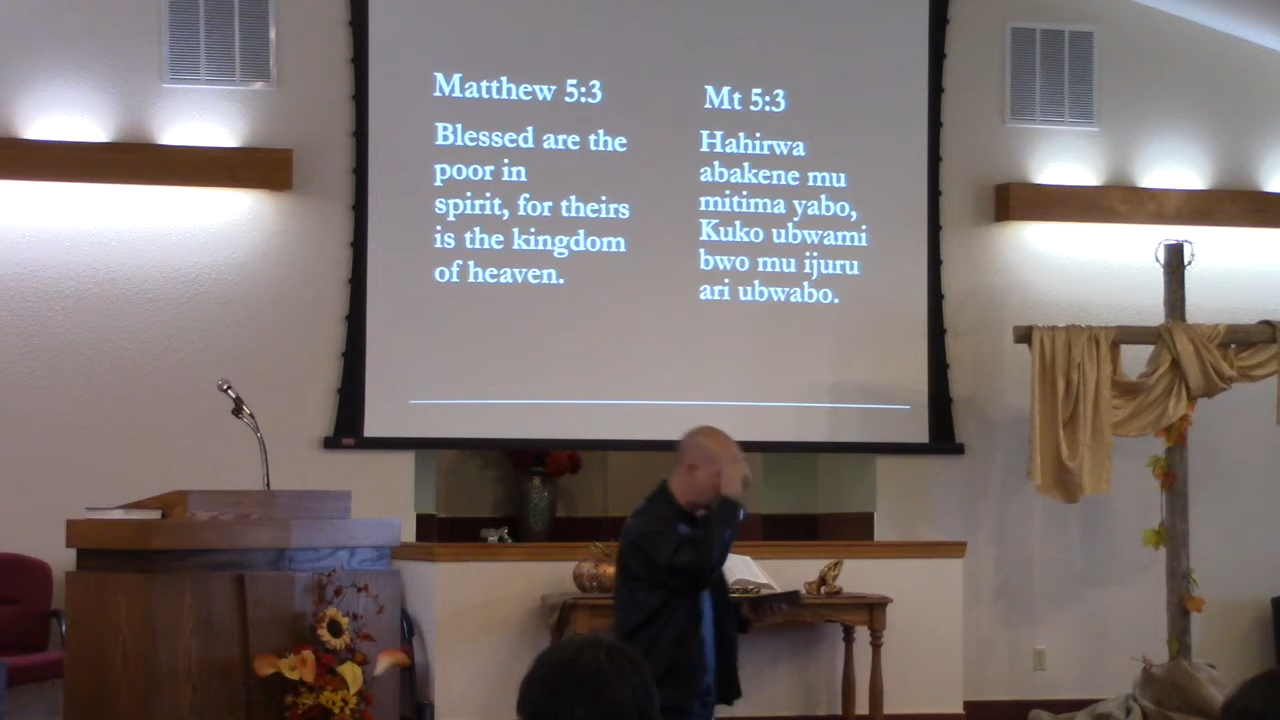 Matthew 5:3
Blessed are the
poor in
spirit, for theirs
is the kingdom
of heaven.
Mt 5:3
Hahirwa
abakene mu
mitima yabo,
Kuko ubwami
bwo mu ijuru
ari ubwabo.